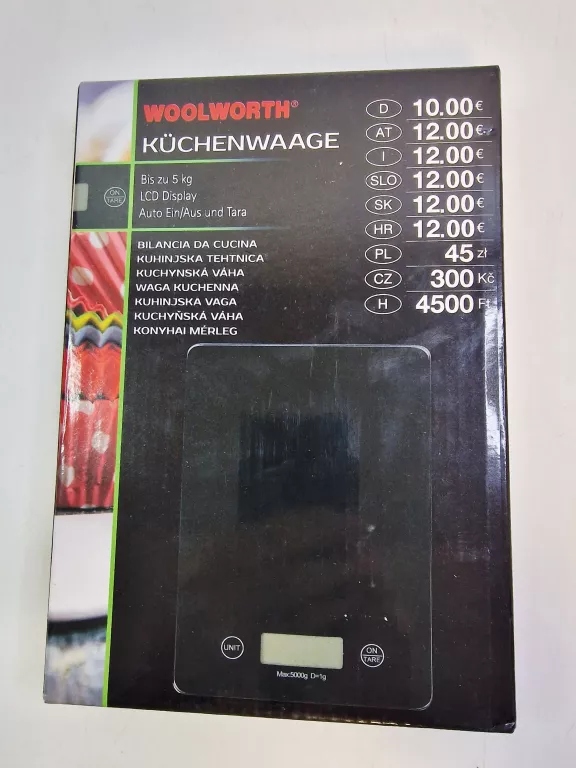 WOOLWORTH®
KÜCHENWAAGE
Bis zu 5 kg
LCD Display
Auto Ein/Aus und Tara
BILANCIA DA CUCINA
KUHINJSKA TEHTNICA
KUCHYNSKÁ VÁHA
WAGA KUCHENNA
KUHINJSKA VAGA
KUCHYŇSKÁ VÁHA
KONYHAI MÉRLEG
D 10.00€
AT 12.00€
I 12.00€
SLO 12.00€
SK 12.00€
HR 12.00€
PL 45 zł
CZ 300 Kč
H 4500 Ft
ON
TARE
UNIT
ON
TARE
Max:5000g D=1g